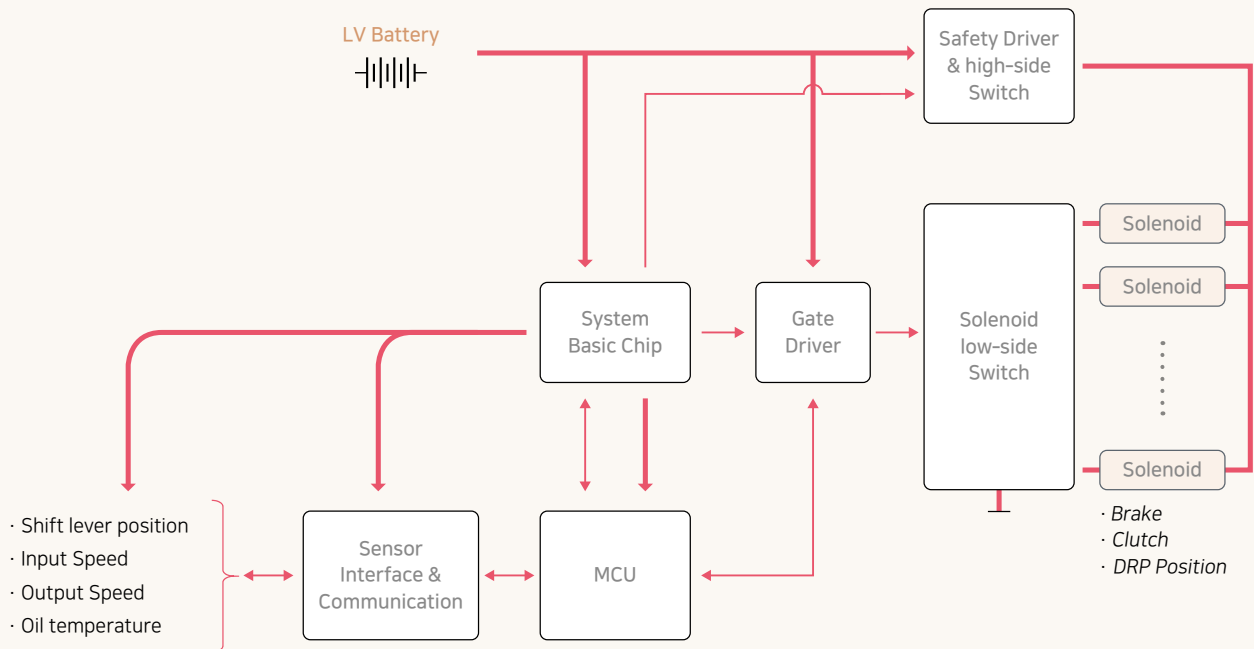 LV Battery
Safety Driver
& high-side
Switch
Solenoid
Solenoid
System
Basic Chip
Gate
Driver
Solenoid
low-side
Switch
Solenoid
· Brake
· Clutch
· DRP Position
· Shift lever position
· Input Speed
· Output Speed
· Oil temperature
Sensor
Interface &
Communication
MCU